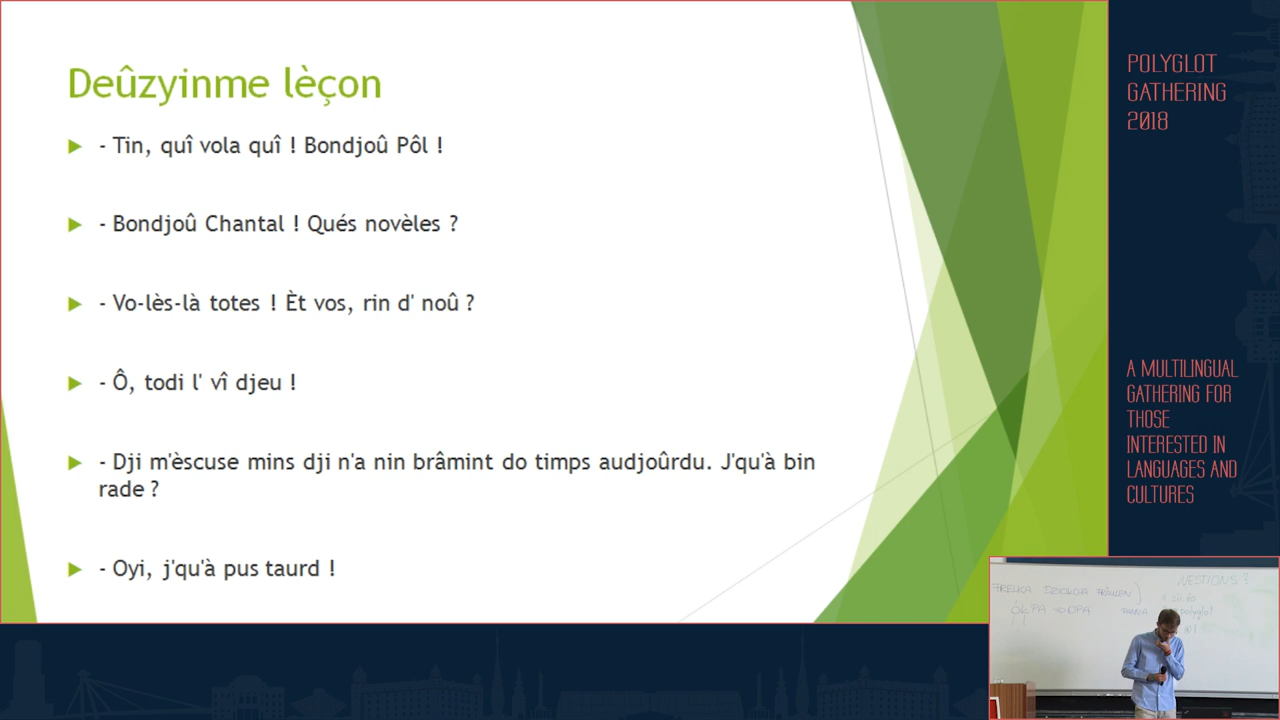 Deûzyinme lèçon
- Tin, quî vola quî ! Bondjoû Pôl !
- Bondjoû Chantal ! Qués novèles ?
- Vo-lès-là totes ! Èt vos, rin d' noû ?
- Ô, todi l' vî djeu !
- Dji m'èscuse mins dji n'a nin brâmint do timps audjoûrdu. J'qu'à bin
rade ?
- Oyi, j'qu'à pus taurd !
POLYGLOT
GATHERING
2018
A MULTILINGUAL
GATHERING FOR
THOSE
INTERESTED IN
LANGUAGES AND
CULTURES
polyglot